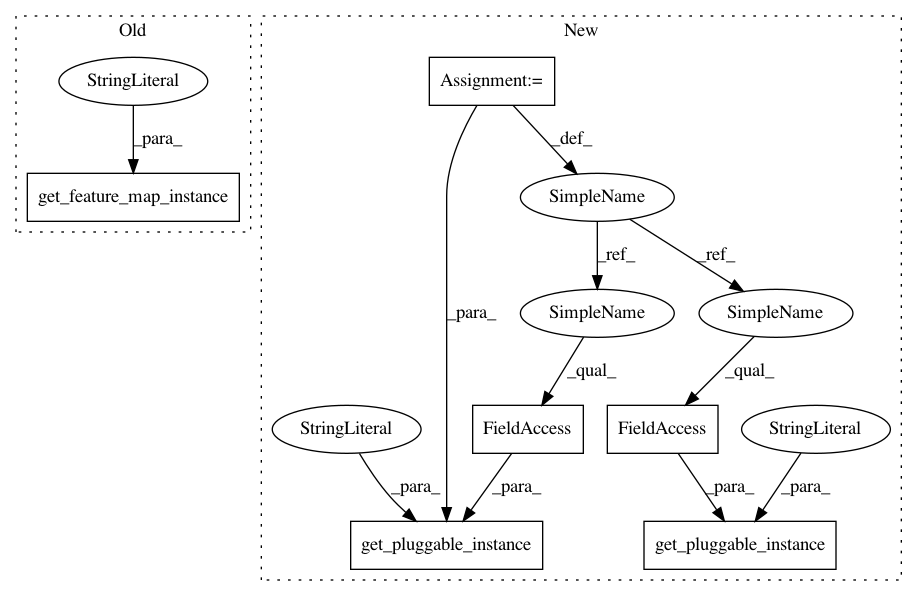 Old
New
StringLiteral
Assignment:=
_para_
_def_
get_feature_map_instance
SimpleName
_ref_
_ref_
_para_
SimpleName
SimpleName
_qual_
_qual_
StringLiteral
FieldAccess
FieldAccess
StringLiteral
_para_
_para_
_para_
_para_
get_pluggable_instance
get_pluggable_instance